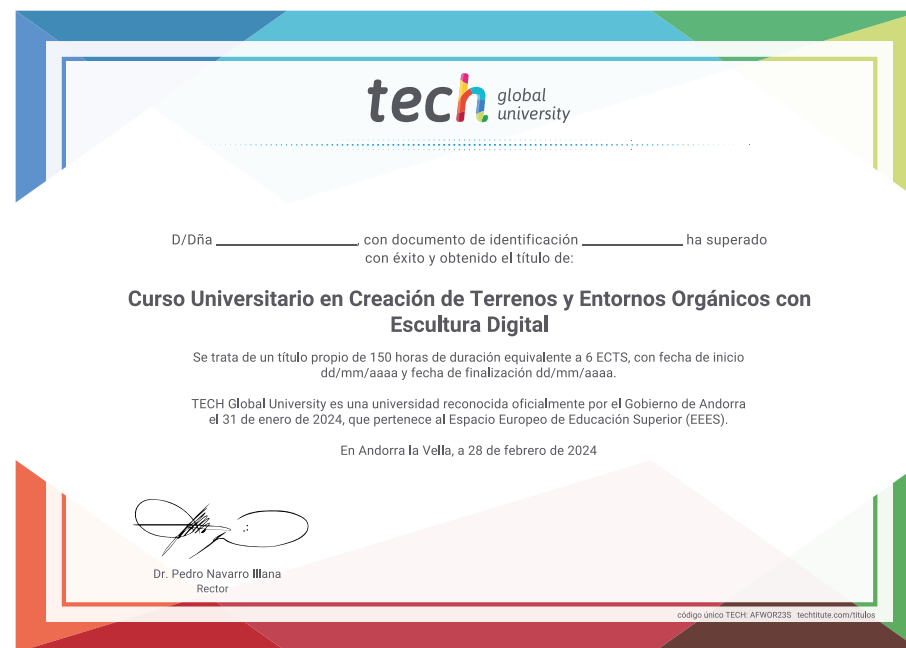 tech global university
D/Dña ________________, con documento de identificación ____________ ha superado
con éxito y obtenido el título de:
Curso Universitario en Creación de Terrenos y Entornos Orgánicos con
Escultura Digital
Se trata de un título propio de 150 horas de duración equivalente a 6 ECTS, con fecha de inicio
dd/mm/aaaa y fecha de finalización dd/mm/aaaa.
TECH Global University es una universidad reconocida oficialmente por el Gobierno de Andorra
el 31 de enero de 2024, que pertenece al Espacio Europeo de Educación Superior (EEES).
En Andorra la Vella, a 28 de febrero de 2024
Dr. Pedro Navarro Illana
Rector
código único TECH: AFWOR23S techtitute.com/titulos